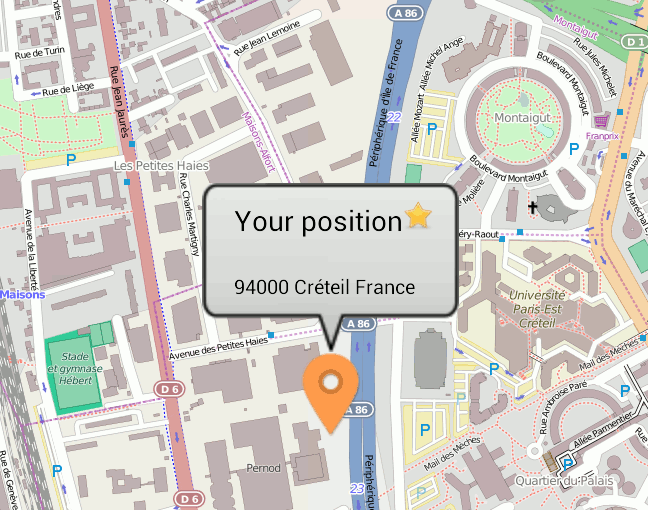 A 86
Rue de Turin
Rue Jean Lemoine
Montaigut
D 1
Rue de Liège
Rue Jean Jaurès
Maisons Alfort
Périphérique d'Île de France
Allée Michel Ange
Allée Mozart
Boulevard Montaigut
Rue Jules Michelet
22
Montaigut
Franprix
P
P
P
Les Petites Haies
Boulevard Montaigut
Avenue du Maréchal
Rue Charles Martigny
Molière
Avenue de la Liberté
Your position
éry-Raout
Maisons
94000 Créteil France
Université
Paris-Est
Créteil
A 86
Avenue des Petites Haies
Mail des Mèches
Stade
et gymnase
Hébert
P
D 6
A 86
Rue Ambroise Paré
P
Allée Parmentier
P
Mail des Mèches
Pernod
P
P
Quartier du Palais
Rue de Genève
Périphérique
23
P
D 6